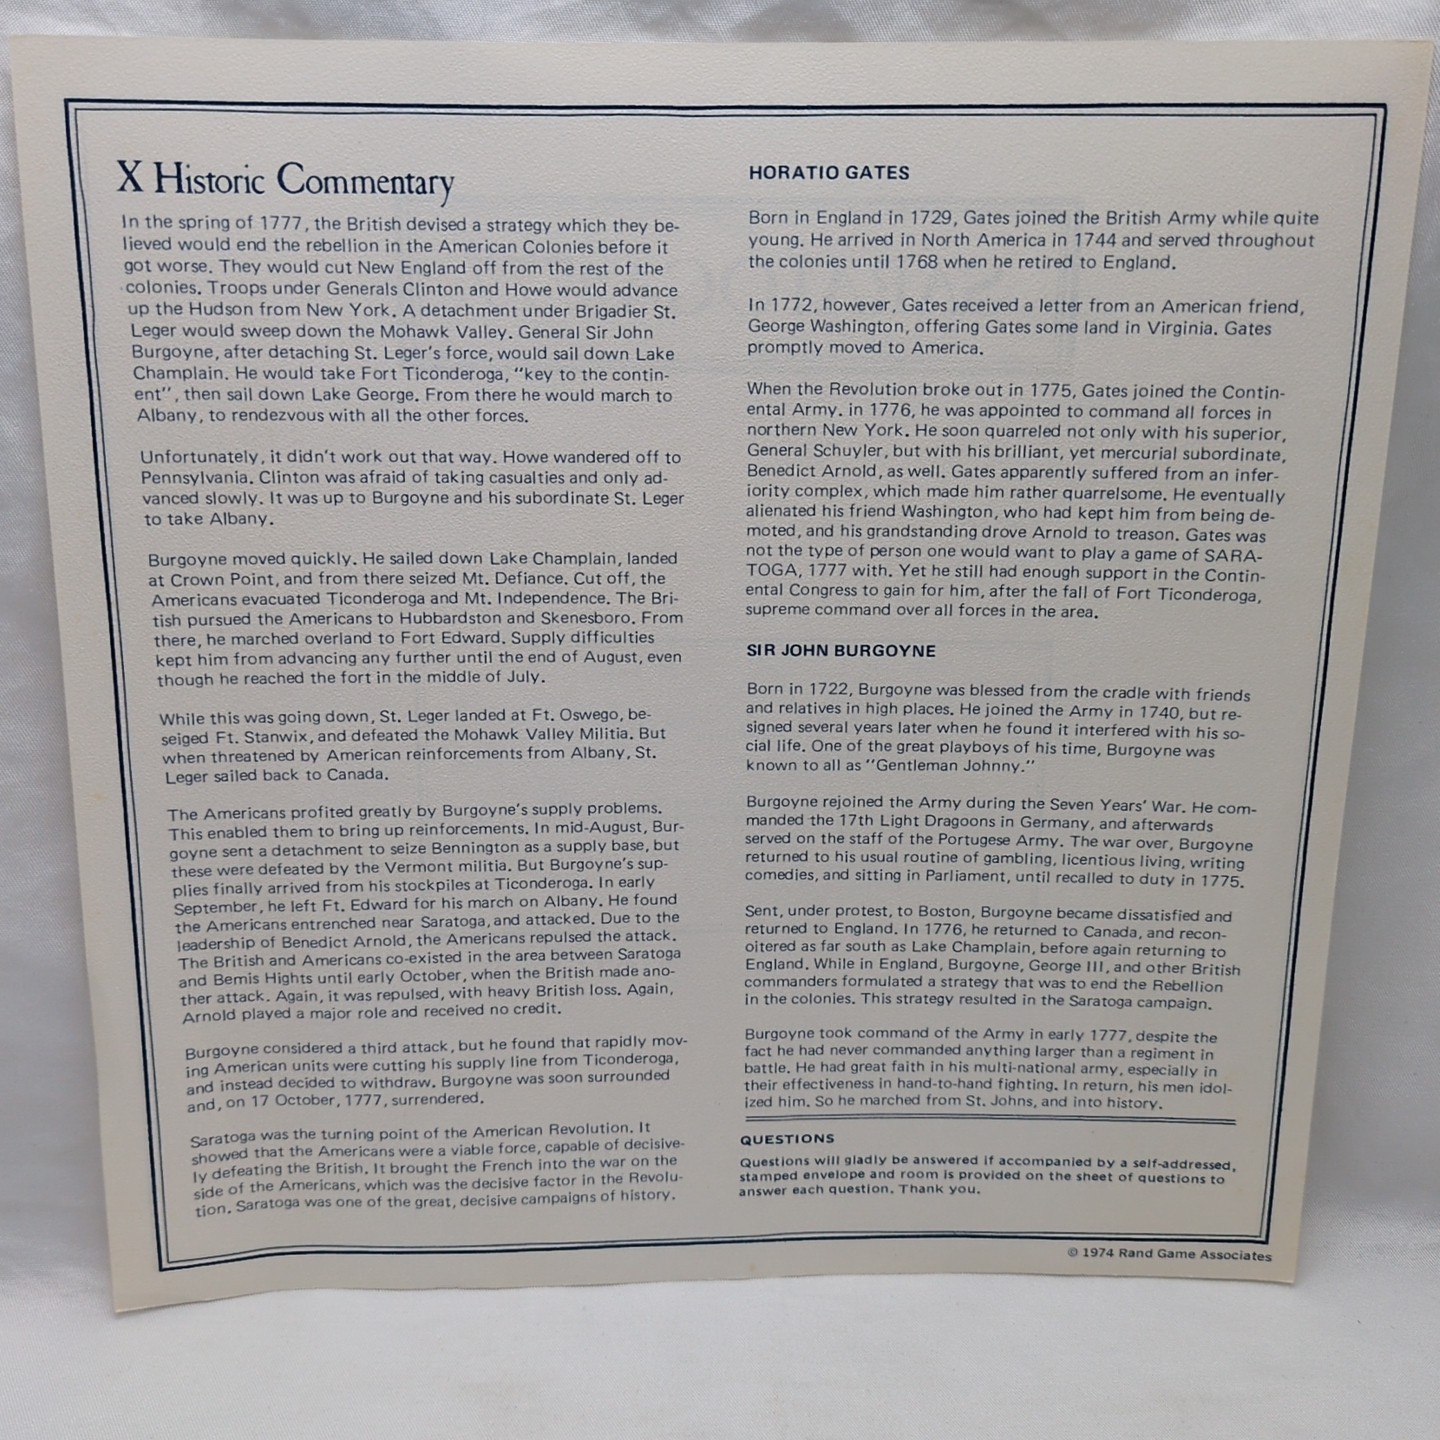 X Historic Commentary
In the spring of 1777, the British devised a strategy which they be-
lieved would end the rebellion in the American Colonies before it
got worse. They would cut New England off from the rest of the
colonies. Troops under Generals Clinton and Howe would advance
up the Hudson from New York. A detachment under Brigadier St.
Leger would sweep down the Mohawk Valley. General Sir John
Burgoyne, after detaching St. Leger's force, would sail down Lake
Champlain. He would take Fort Ticonderoga, "key to the contin-
ent", then sail down Lake George. From there he would march to
Albany, to rendezvous with all the other forces.
Unfortunately, it didn't work out that way. Howe wandered off to
Pennsylvania. Clinton was afraid of taking casualties and only ad-
vanced slowly. It was up to Burgoyne and his subordinate St. Leger
to take Albany.
Burgoyne moved quickly. He sailed down Lake Champlain, landed
at Crown Point, and from there seized Mt. Defiance. Cut off, the
Americans evacuated Ticonderoga and Mt. Independence. The Bri-
tish pursued the Americans to Hubbardston and Skenesboro. From
there, he marched overland to Fort Edward. Supply difficulties
kept him from advancing any further until the end of August, even
though he reached the fort in the middle of July.
While this was going down, St. Leger landed at Ft. Oswego, be-
seiged Ft. Stanwix, and defeated the Mohawk Valley Militia. But
when threatened by American reinforcements from Albany, St.
Leger sailed back to Canada.
The Americans profited greatly by Burgoyne's supply problems.
This enabled them to bring up reinforcements. In mid-August, Bur-
goyne sent a detachment to seize Bennington as a supply base, but
these were defeated by the Vermont militia. But Burgoyne's sup-
plies finally arrived from his stockpiles at Ticonderoga. In early
September, he left Ft. Edward for his march on Albany. He found
the Americans entrenched near Saratoga, and attacked. Due to the
leadership of Benedict Arnold, the Americans repulsed the attack.
The British and Americans co-existed in the area between Saratoga
and Bemis Hights until early October, when the British made ano-
ther attack. Again, it was repulsed, with heavy British loss. Again,
Arnold played a major role and received no credit.
Burgoyne considered a third attack, but he found that rapidly mov-
ing American units were cutting his supply line from Ticonderoga,
and instead decided to withdraw. Burgoyne was soon surrounded
and, on 17 October, 1777, surrendered.
Saratoga was the turning point of the American Revolution. It
showed that the Americans were a viable force, capable of decisive-
ly defeating the British. It brought the French into the war on the
side of the Americans, which was the decisive factor in the Revolu-
tion. Saratoga was one of the great, decisive campaigns of history.
HORATIO GATES
Born in England in 1729, Gates joined the British Army while quite
young. He arrived in North America in 1744 and served throughout
the colonies until 1768 when he retired to England.
In 1772, however, Gates received a letter from an American friend,
George Washington, offering Gates some land in Virginia. Gates
promptly moved to America.
When the Revolution broke out in 1775, Gates joined the Contin-
ental Army. in 1776, he was appointed to command all forces in
northern New York. He soon quarreled not only with his superior,
General Schuyler, but with his brilliant, yet mercurial subordinate,
Benedict Arnold, as well. Gates apparently suffered from an infer-
iority complex, which made him rather quarrelsome. He eventually
alienated his friend Washington, who had kept him from being de-
moted, and his grandstanding drove Arnold to treason. Gates was
not the type of person one would want to play a game of SARA-
TOGA, 1777 with. Yet he still had enough support in the Contin-
ental Congress to gain for him, after the fall of Fort Ticonderoga,
supreme command over all forces in the area.
SIR JOHN BURGOYNE
Born in 1722, Burgoyne was blessed from the cradle with friends
and relatives in high places. He joined the Army in 1740, but re-
signed several years later when he found it interfered with his so-
cial life. One of the great playboys of his time, Burgoyne was
known to all as "Gentleman Johnny."
Burgoyne rejoined the Army during the Seven Years' War. He com-
manded the 17th Light Dragoons in Germany, and afterwards
served on the staff of the Portugese Army. The war over, Burgoyne
returned to his usual routine of gambling, licentious living, writing
comedies, and sitting in Parliament, until recalled to duty in 1775.
Sent, under protest, to Boston, Burgoyne became dissatisfied and
returned to England. In 1776, he returned to Canada, and recon-
oitered as far south as Lake Champlain, before again returning to
England. While in England, Burgoyne, George III, and other British
commanders formulated a strategy that was to end the Rebellion
in the colonies. This strategy resulted in the Saratoga campaign.
Burgoyne took command of the Army in early 1777, despite the
fact he had never commanded anything larger than a regiment in
battle. He had great faith in his multi-national army, especially in
their effectiveness in hand-to-hand fighting. In return, his men idol-
ized him. So he marched from St. Johns, and into history.
QUESTIONS
Questions will gladly be answered if accompanied by a self-addressed,
stamped envelope and room is provided on the sheet of questions to
answer each question. Thank you.
© 1974 Rand Game Associates